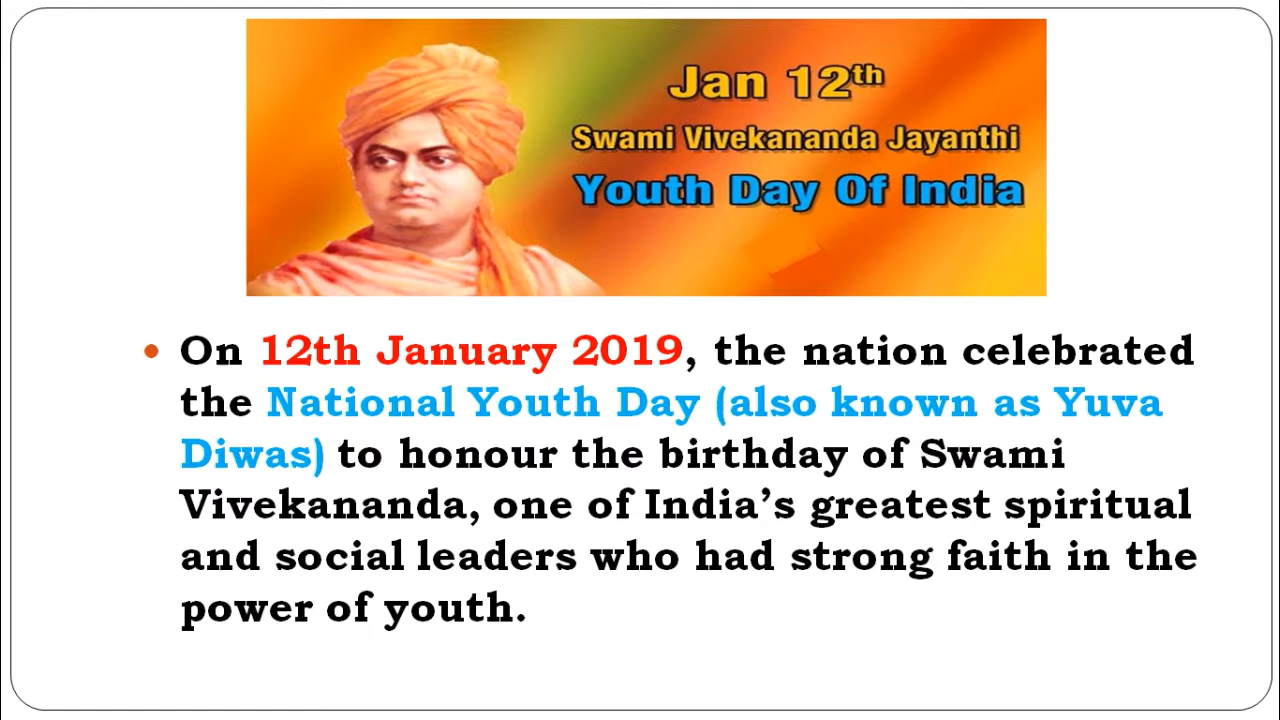 Jan 12th
Swami Vivekananda Jayanthi
Youth Day Of India
• On 12th January 2019, the nation celebrated
the National Youth Day (also known as Yuva
Diwas) to honour the birthday of Swami
Vivekananda, one of India’s greatest spiritual
and social leaders who had strong faith in the
power of youth.